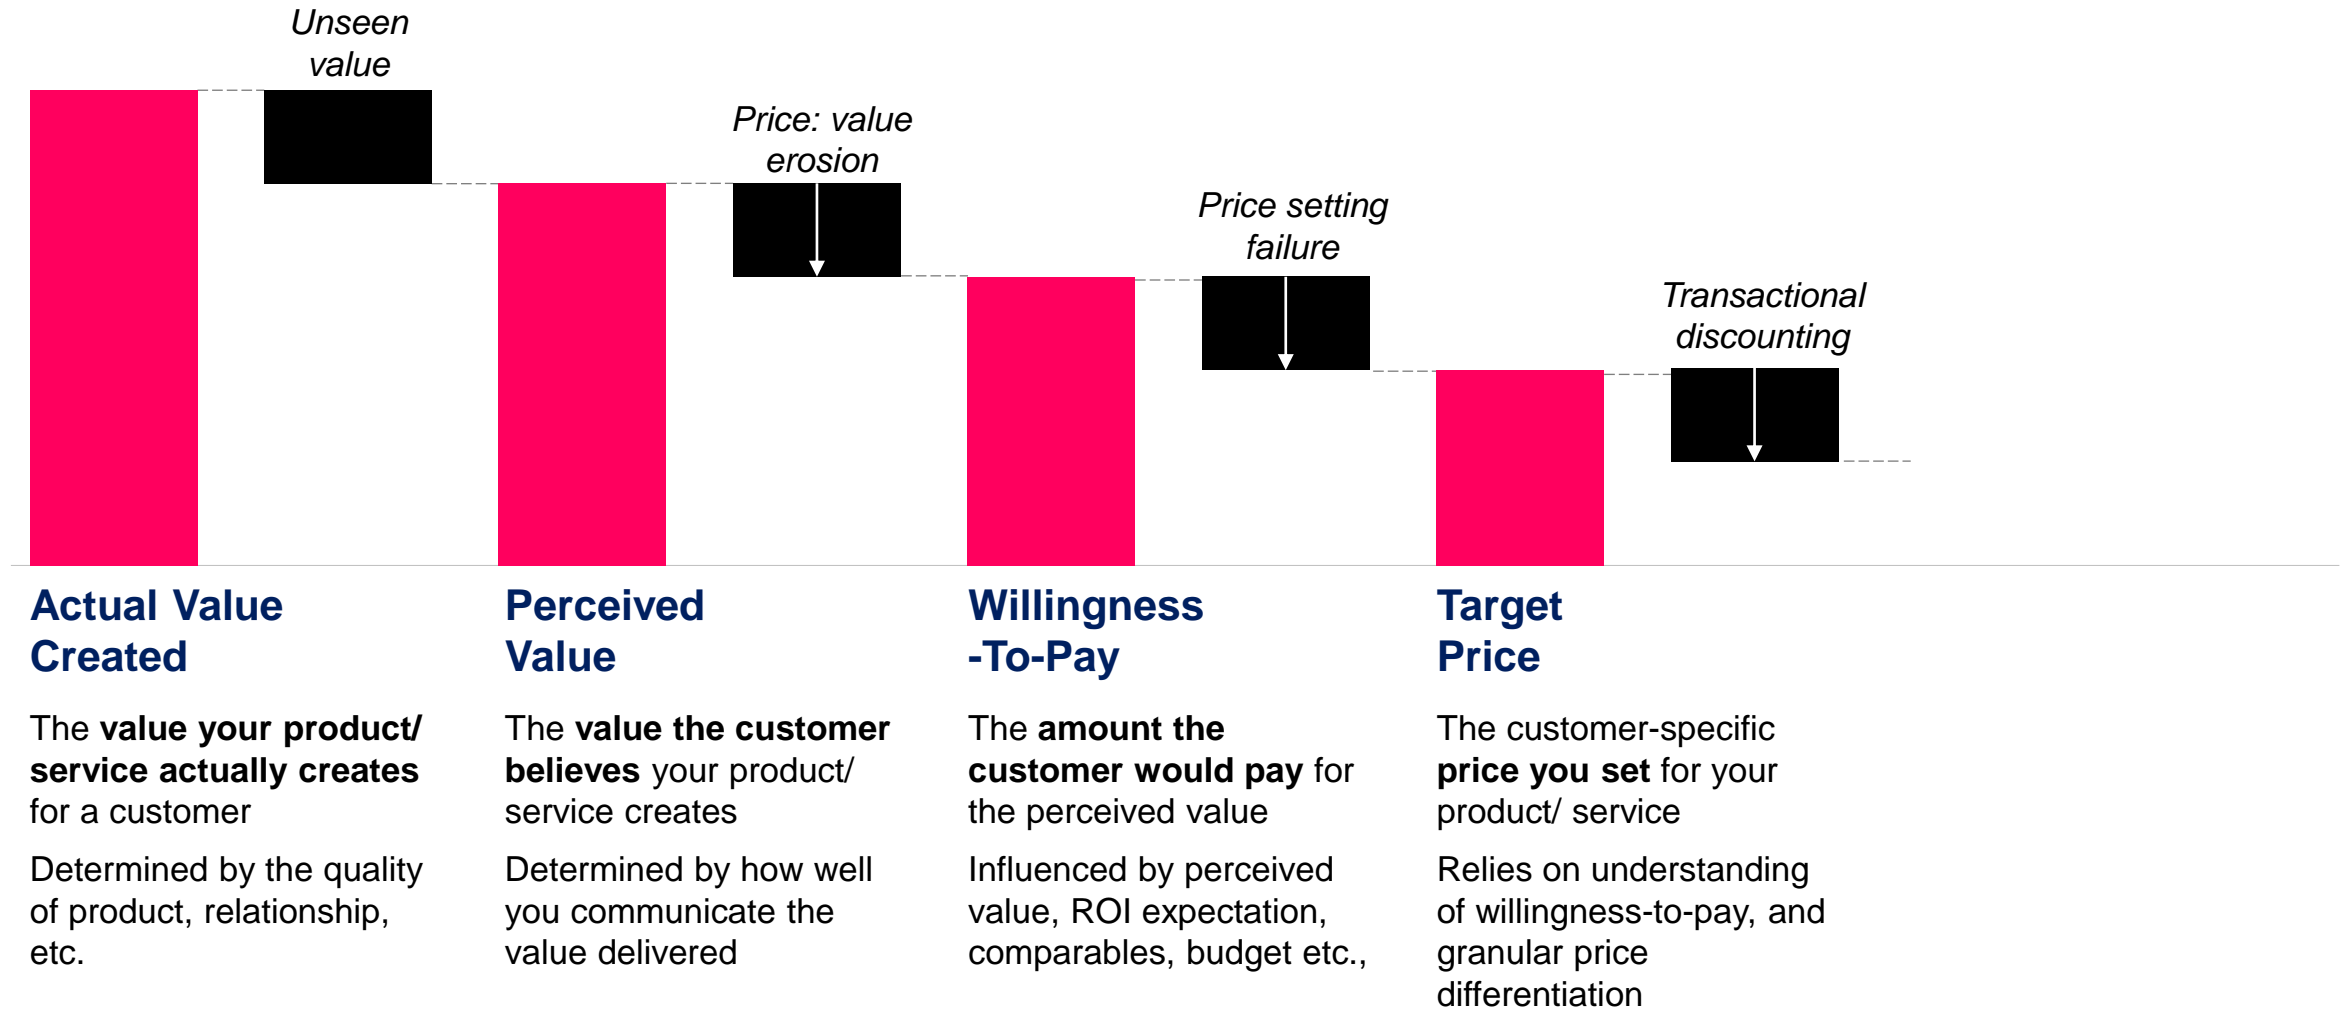 Unseen
value
Price: value
erosion
Price setting
failure
Transactional
discounting
Actual Value
Created
The value your product/
service actually creates
for a customer
Determined by the quality
of product, relationship,
etc.
Perceived
Value
The value the customer
believes your product/
service creates
Determined by how well
you communicate the
value delivered
Willingness
-To-Pay
The amount the
customer would pay for
the perceived value
Influenced by perceived
value, ROI expectation,
comparables, budget etc.,
Target
Price
The customer-specific
price you set for your
product/ service
Relies on understanding
of willingness-to-pay, and
granular price
differentiation